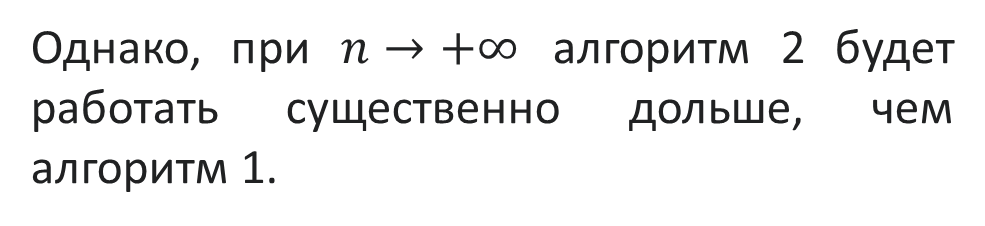 Однако, при n → +∞ алгоритм 2 будет
работать существенно дольше, чем
алгоритм 1.